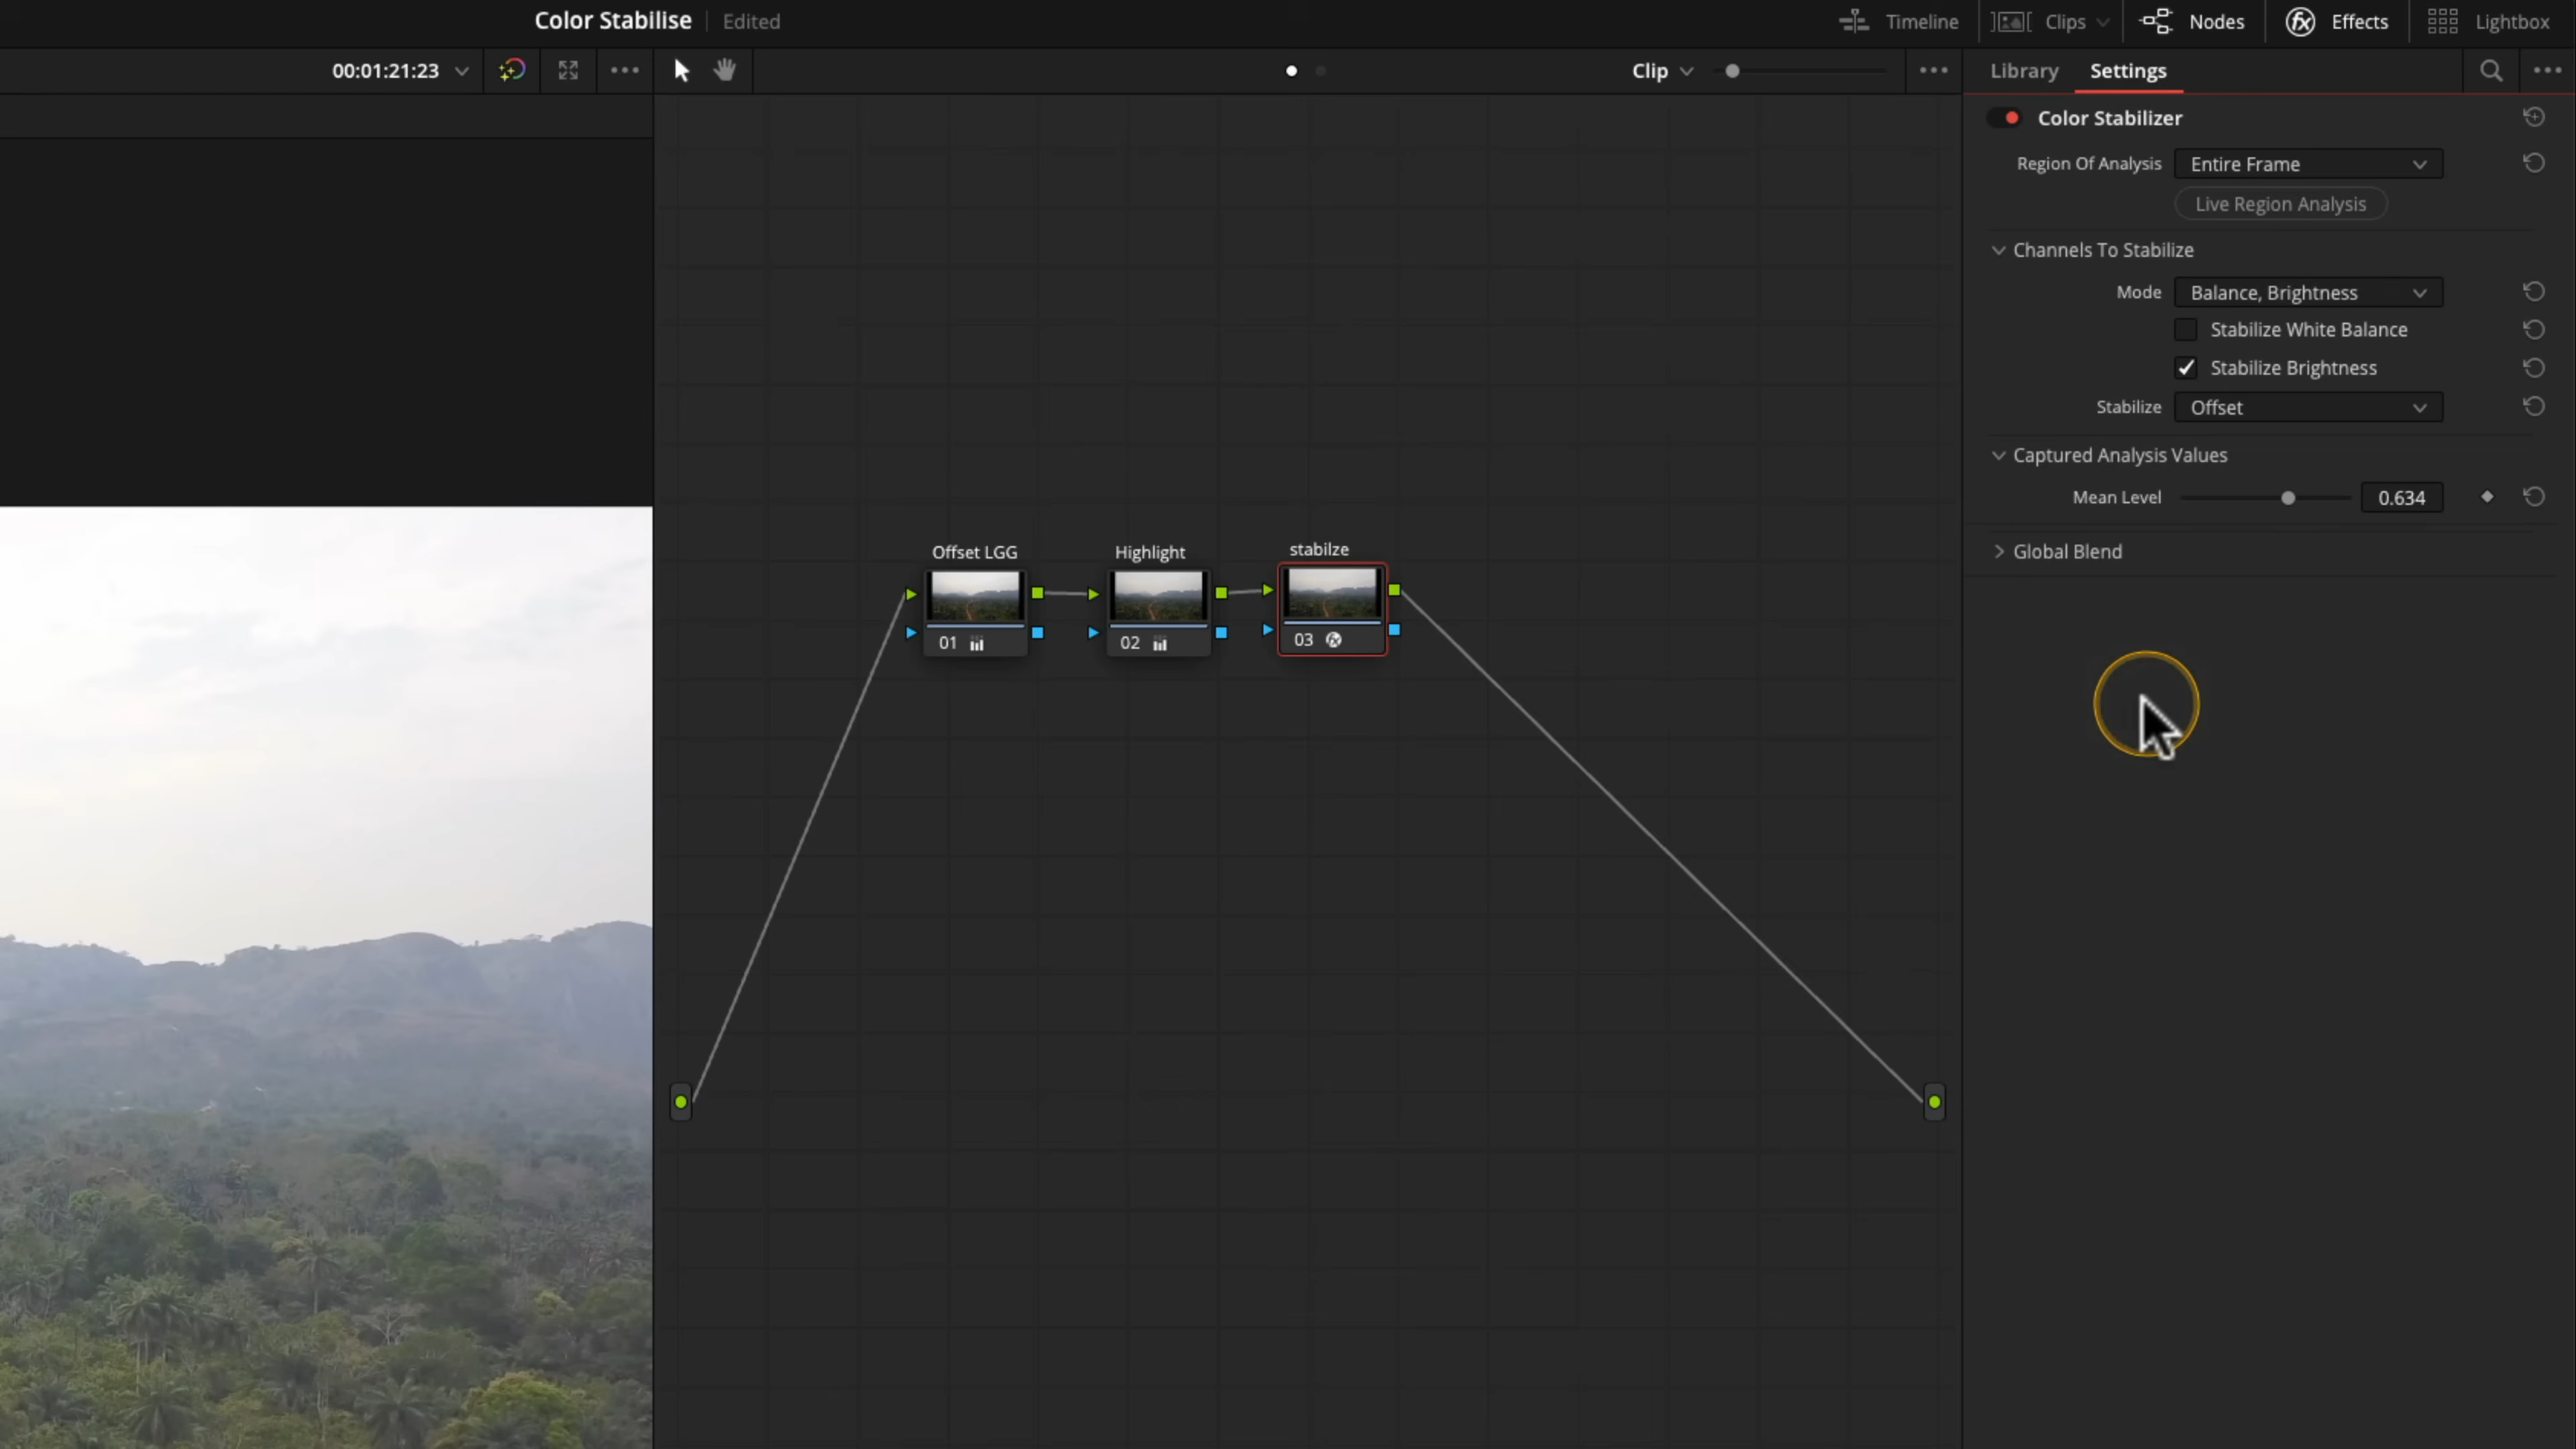 Color Stabilise Edited
Timeline Clips Nodes Effects Lightbox
00:01:21:23
Clip
Library Settings
Color Stabilizer
Region Of Analysis Entire Frame
Live Region Analysis
Channels To Stabilize
Mode Balance, Brightness
Stabilize White Balance
Stabilize Brightness
Stabilize Offset
Captured Analysis Values
Mean Level 0.634
Global Blend
Offset LGG Highlight stabilze
01 02 03